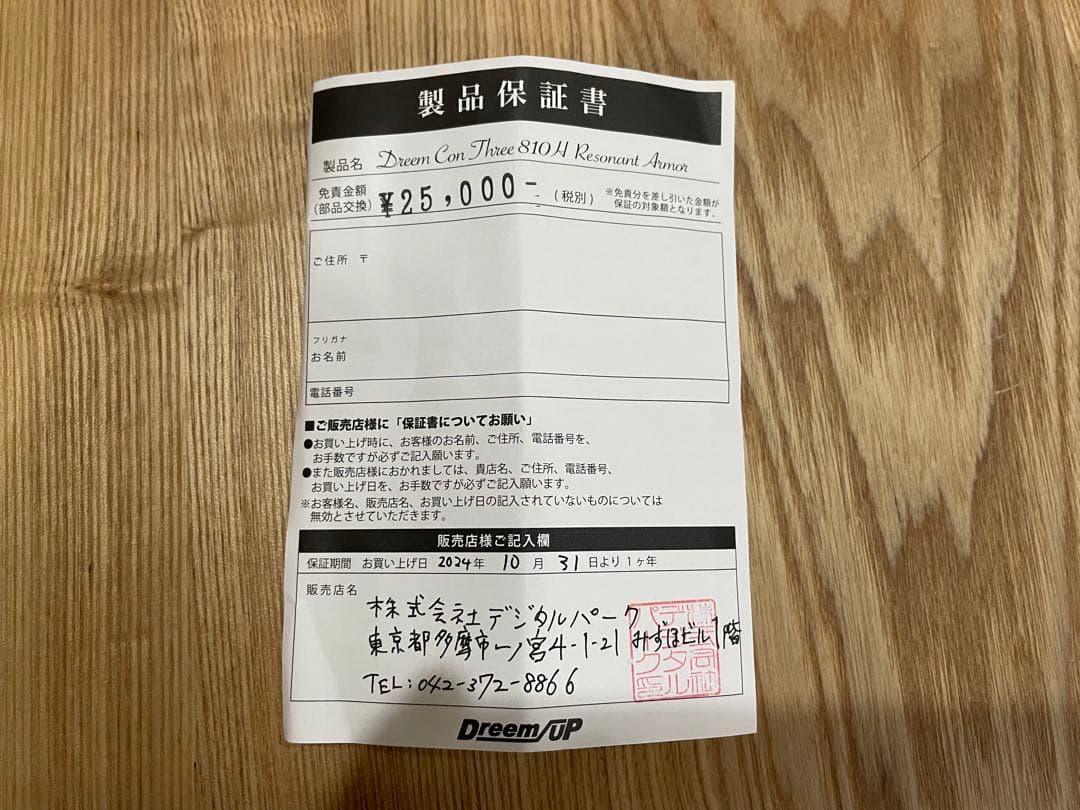 製品保証書
製品名 Dreem Con Three 810H Resonant Armor
免責金額
(部品交換) ¥25,000- (税別) ※免責分を差し引いた金額が
保証の対象額となります。
ご住所 〒
フリガナ
お名前
電話番号
■ご販売店様に「保証書についてお願い」
●お買い上げ時に、お客様のお名前、ご住所、電話番号を、
お手数ですが必ずご記入願います。
●また販売店様におかれましては、貴店名、ご住所、電話番号、
お買い上げ日を、お手数ですが必ずご記入願います。
※お客様名、販売店名、お買い上げ日の記入されていないものについては
無効とさせていただきます。
販売店様ご記入欄
保証期間 お買い上げ日 2024年 10月 31日より1ヶ年
販売店名
株式会社デジタルパーク
東京都多摩市一ノ宮4-1-21 みずほビル1階
TEL:042-372-8866
Dreem/UP